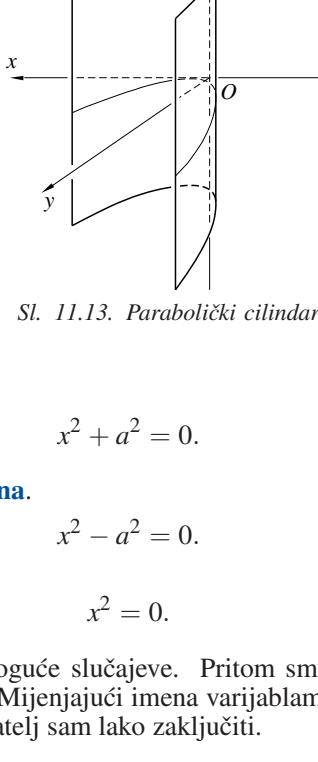 x
O
y
Sl. 11.13. Parabolički cilindar
x² + a² = 0.
na.
x² − a² = 0.
x² = 0.
oguće slučajeve. Pritom sm
Mijenjajući imena varijablam
atelj sam lako zaključiti.